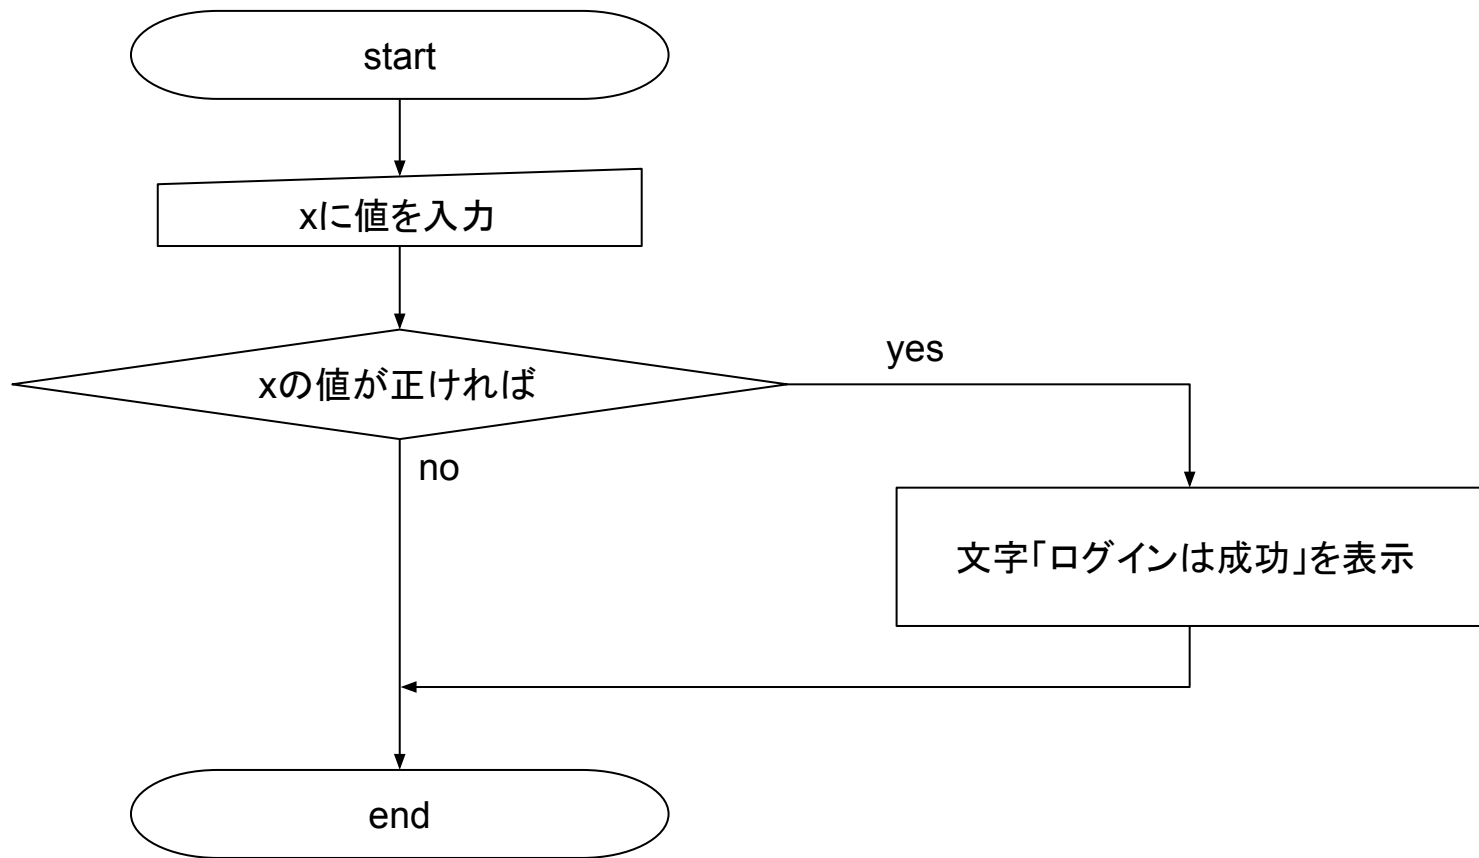 start
xに値を入力
xの値が正ければ
yes
no
文字「ログインは成功」を表示
end